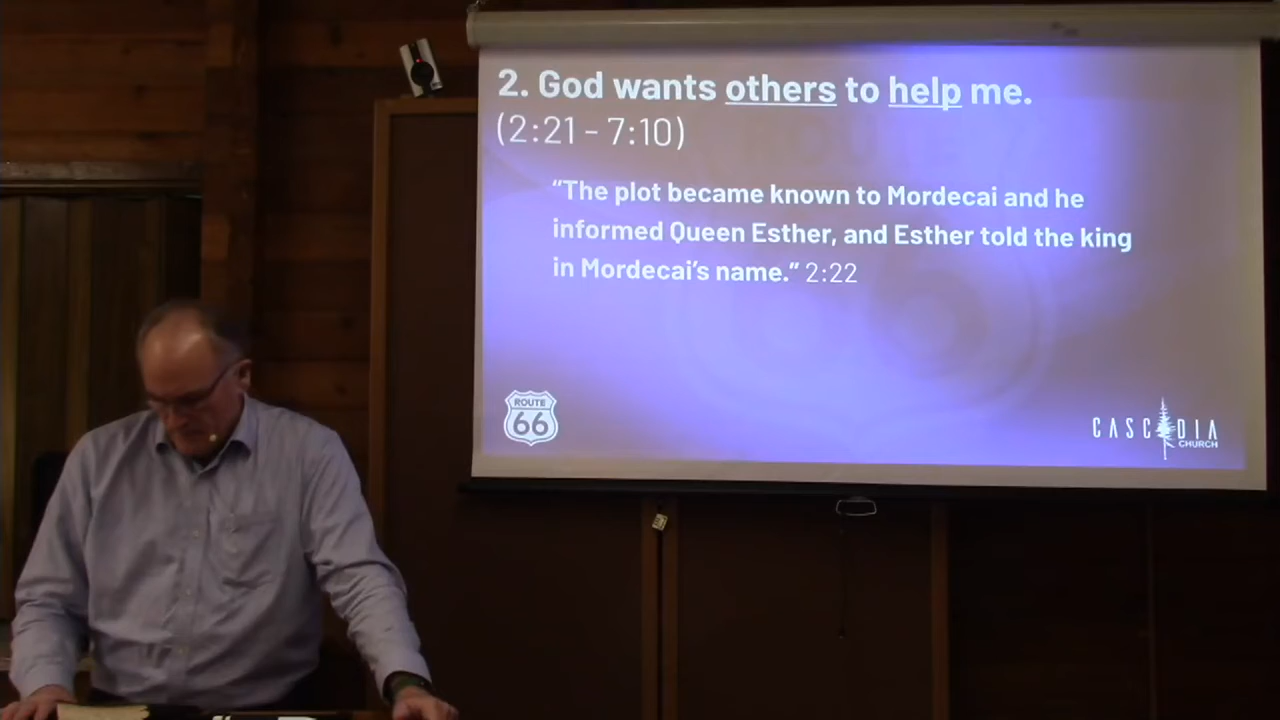 2. God wants others to help me.
(2:21 - 7:10)
“The plot became known to Mordecai and he
informed Queen Esther, and Esther told the king
in Mordecai’s name.” 2:22
ROUTE
66
CASCADIA
CHURCH